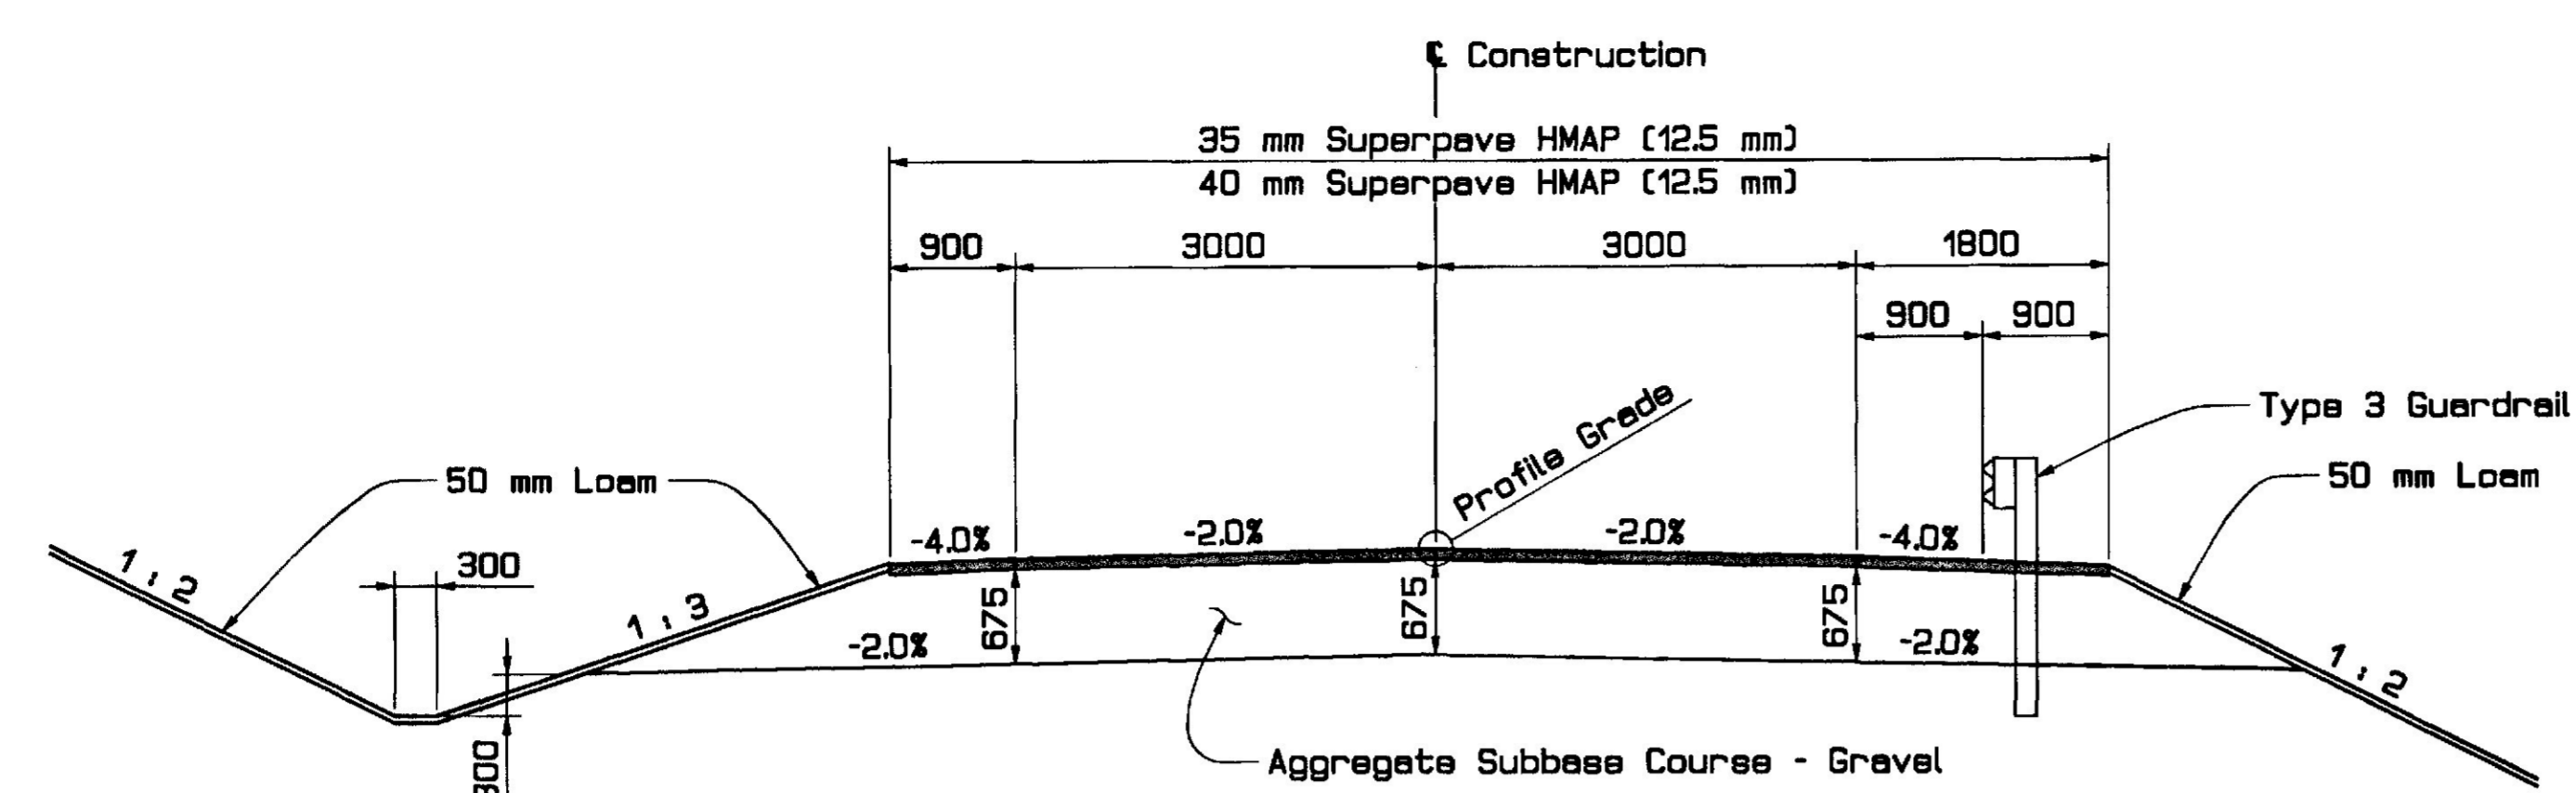 ℄ Construction
35 mm Superpave HMAP (12.5 mm)
40 mm Superpave HMAP (12.5 mm)
900 3000 3000 1800
900 900
Profile Grade
Type 3 Guardrail
50 mm Loam
50 mm Loam
-4.0% -2.0% -2.0% -4.0%
1 : 2
300
1 : 3
675
675
675
-2.0%
-2.0%
1 : 2
300
Aggregate Subbase Course - Gravel